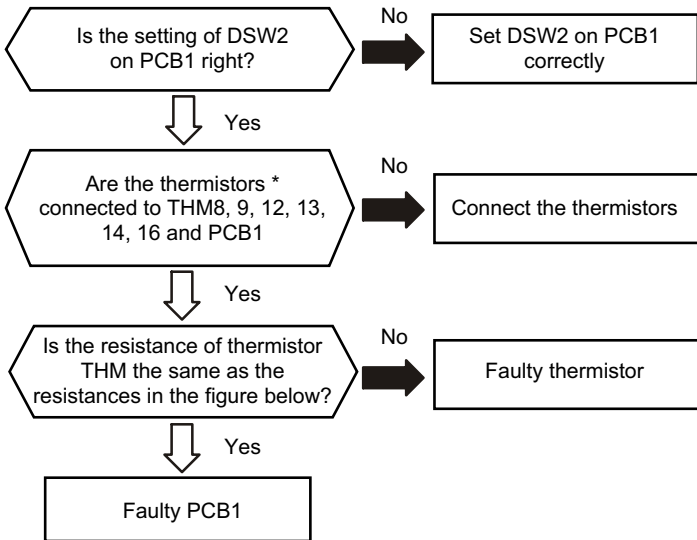 Is the setting of DSW2
on PCB1 right?
No
Set DSW2 on PCB1
correctly
Yes
Are the thermistors *
connected to THM8, 9, 12, 13,
14, 16 and PCB1
No
Connect the thermistors
Yes
Is the resistance of thermistor
THM the same as the
resistances in the figure below?
No
Faulty thermistor
Yes
Faulty PCB1